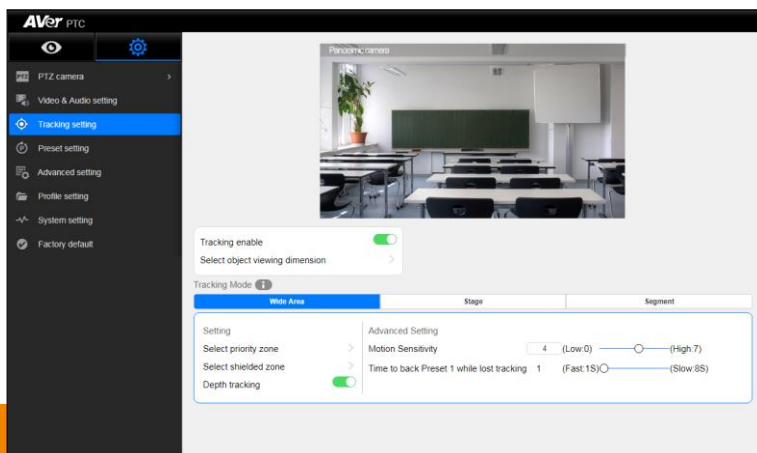 AVer PTC
PTZ PTZ camera
Video & Audio setting
Tracking setting
Preset setting
Advanced setting
Profile setting
System setting
Factory default
Panoramic camera
Tracking enable
Select object viewing dimension
Tracking Mode i
Wide Area Stage Segment
Setting Advanced Setting
Select priority zone Motion Sensitivity 4 (Low:0) (High:7)
Select shielded zone Time to back Preset 1 while lost tracking 1 (Fast:1S) (Slow:8S)
Depth tracking